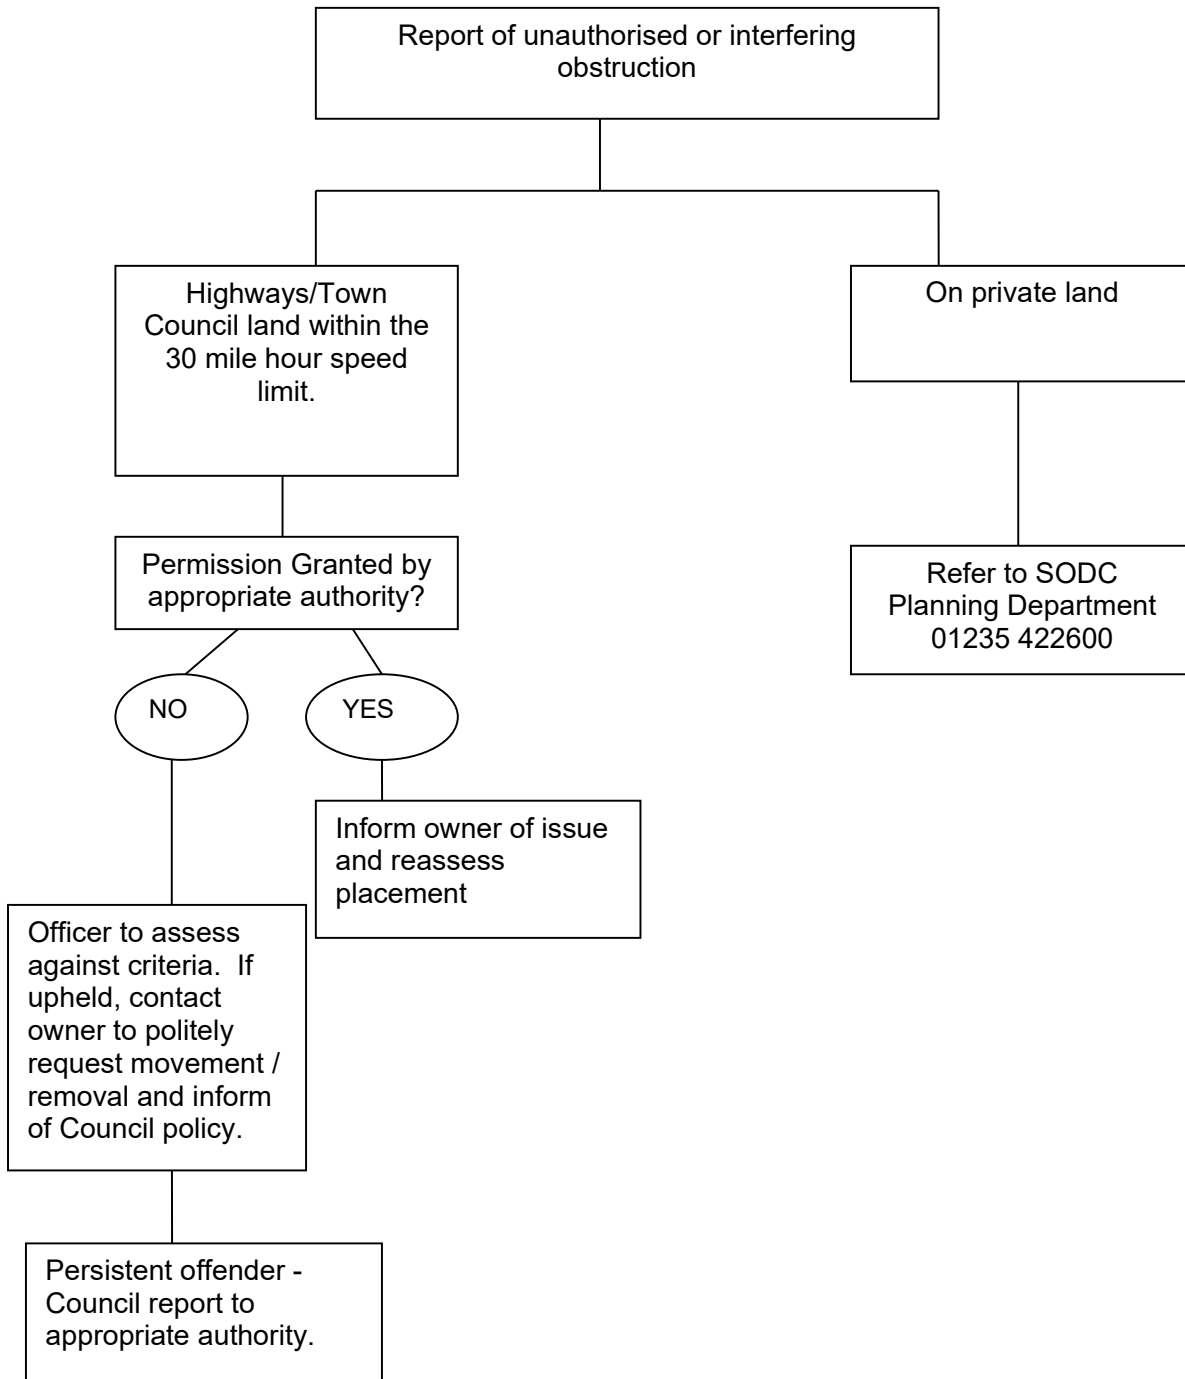 Report of unauthorised or interfering
obstruction
Highways/Town
Council land within the
30 mile hour speed
limit.
On private land
Permission Granted by
appropriate authority?
Refer to SODC
Planning Department
01235 422600
NO
YES
Inform owner of issue
and reassess
placement
Officer to assess
against criteria.  If
upheld, contact
owner to politely
request movement /
removal and inform
of Council policy.
Persistent offender -
Council report to
appropriate authority.